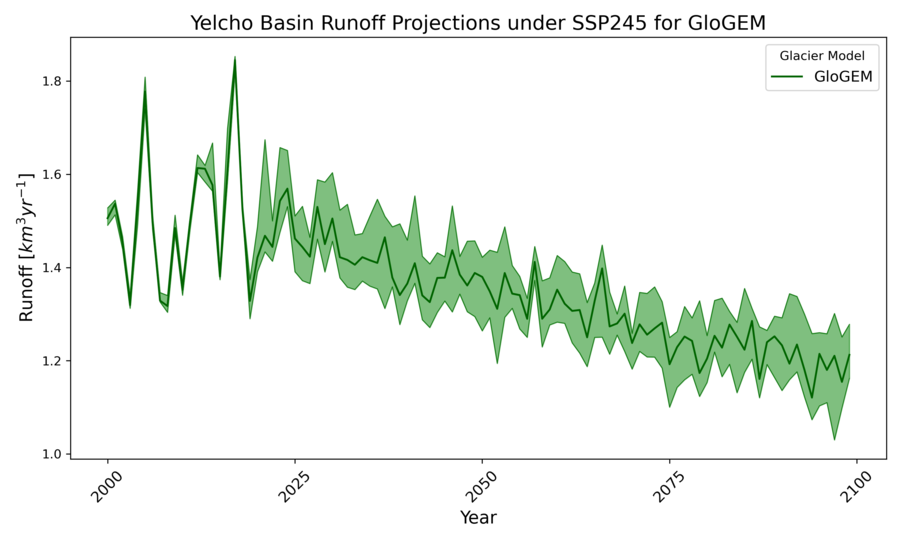 Yelcho Basin Runoff Projections under SSP245 for GloGEM
Glacier Model
GloGEM
Runoff [km³yr⁻¹]
1.8
1.6
1.4
1.2
1.0
2000
2025
2050
2075
2100
Year